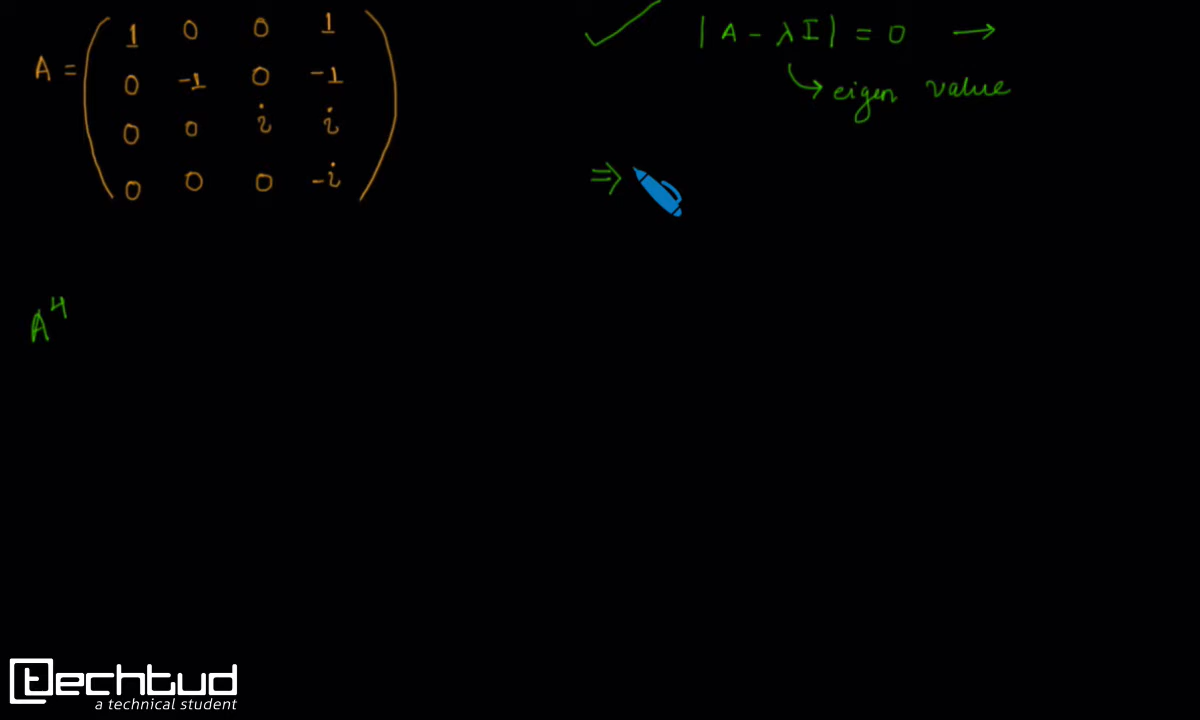 A = ( 1 0 0 1
0 -1 0 -1
0 0 i i
0 0 0 -i )
✓ | A - λI | = 0 →
↳ eigen value
⇒
A⁴
techtud
a technical student